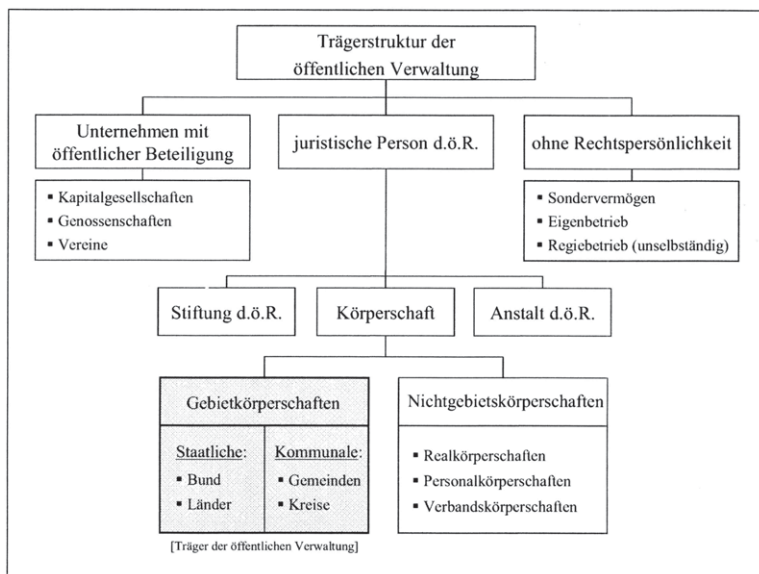 Trägerstruktur der
öffentlichen Verwaltung
Unternehmen mit
öffentlicher Beteiligung
▪ Kapitalgesellschaften
▪ Genossenschaften
▪ Vereine
juristische Person d.ö.R.
ohne Rechtspersönlichkeit
▪ Sondervermögen
▪ Eigenbetrieb
▪ Regiebetrieb (unselbständig)
Stiftung d.ö.R.
Körperschaft
Anstalt d.ö.R.
Gebietkörperschaften
Staatliche:
▪ Bund
▪ Länder
Kommunale:
▪ Gemeinden
▪ Kreise
[Träger der öffentlichen Verwaltung]
Nichtgebietskörperschaften
▪ Realkörperschaften
▪ Personalkörperschaften
▪ Verbandskörperschaften